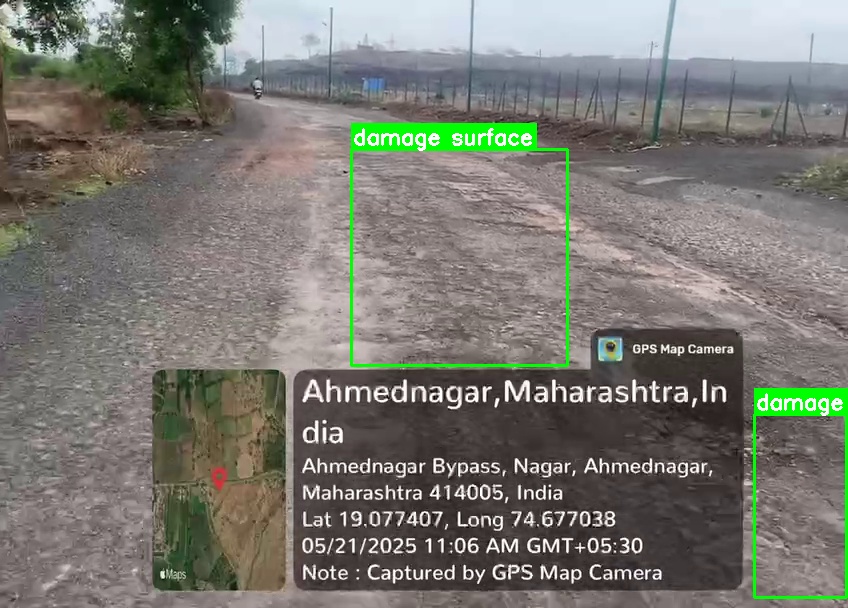 damage surface
GPS Map Camera
Ahmednagar,Maharashtra,In
dia
damage
Ahmednagar Bypass, Nagar, Ahmednagar,
Maharashtra 414005, India
Lat 19.077407, Long 74.677038
05/21/2025 11:06 AM GMT+05:30
Note : Captured by GPS Map Camera
Maps